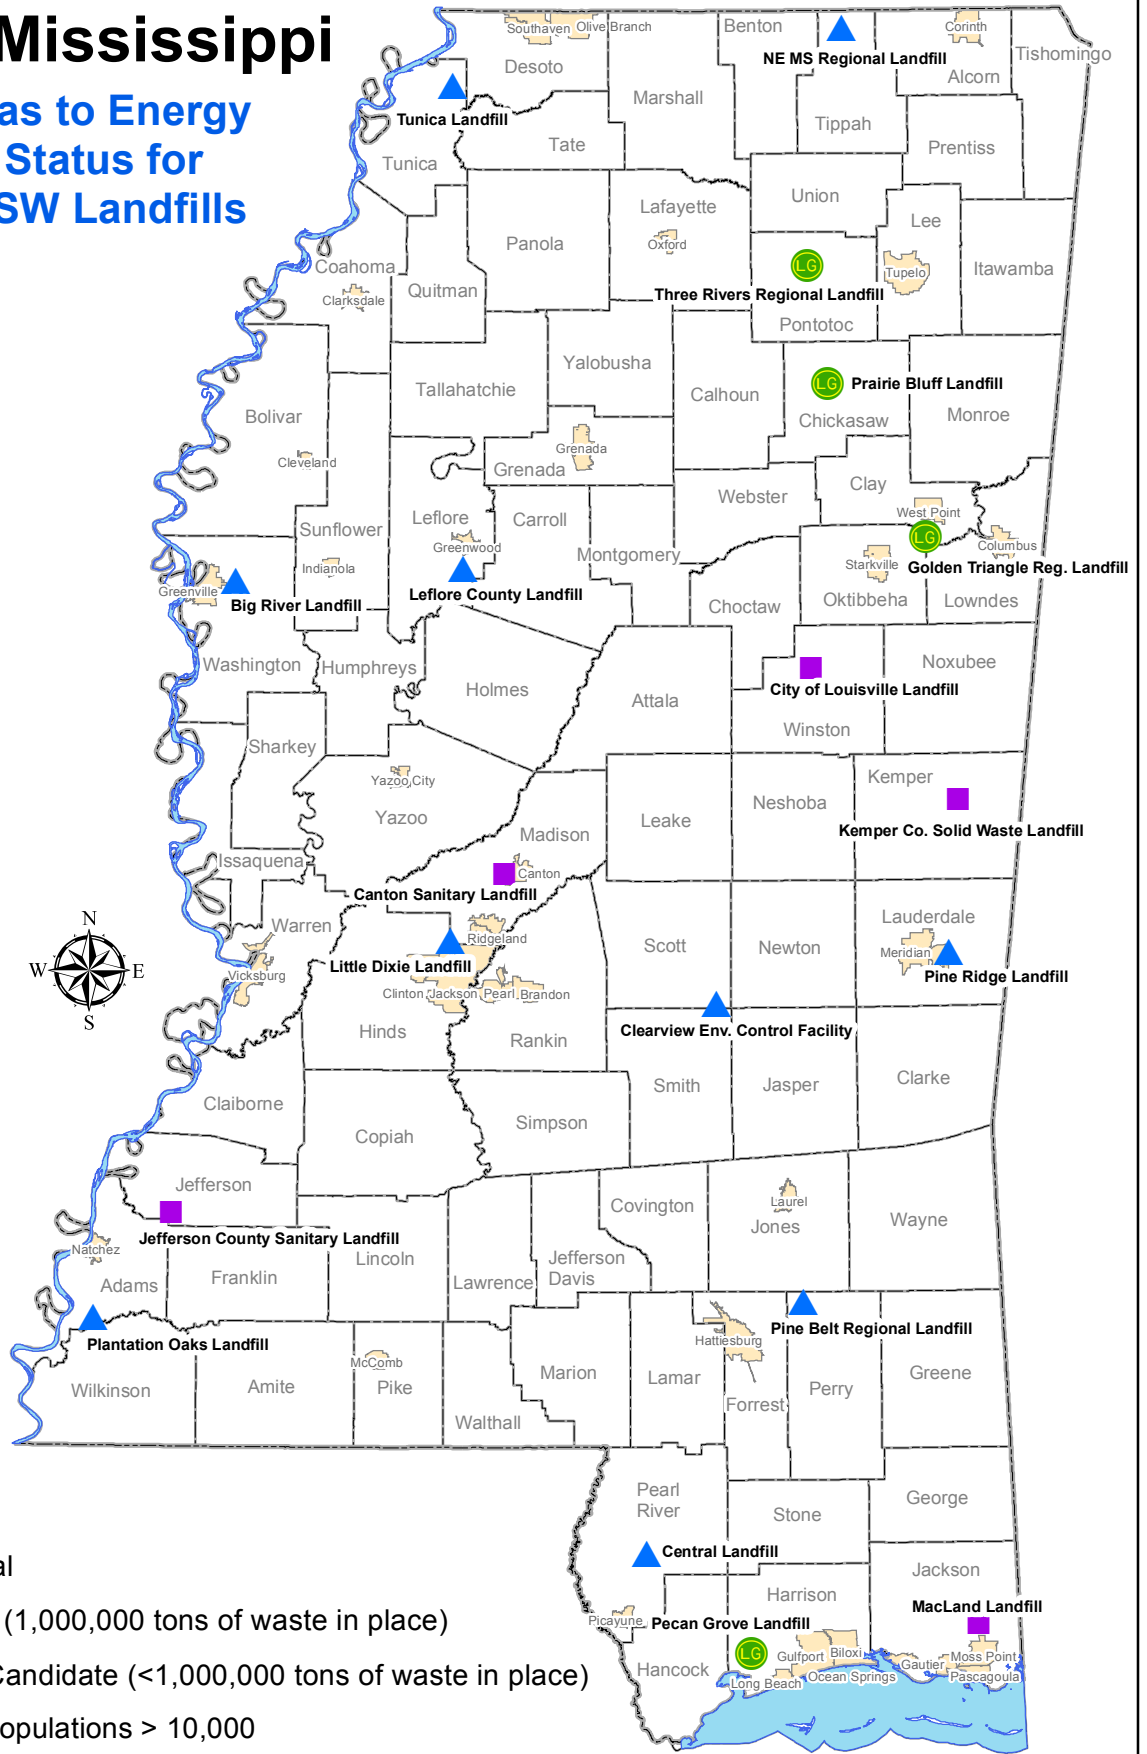 Mississippi
as to Energy
Status for
SW Landfills
Southaven
Olive Branch
Benton
Corinth
Tishomingo
NE MS Regional Landfill
Desoto
Alcorn
Marshall
Tunica Landfill
Tippah
Tate
Prentiss
Tunica
Union
Lafayette
Lee
Oxford
Panola
Coahoma
LG
Tupelo
Itawamba
Clarksdale
Quitman
Three Rivers Regional Landfill
Pontotoc
Yalobusha
Tallahatchie
LG
Prairie Bluff Landfill
Calhoun
Bolivar
Chickasaw
Monroe
Grenada
Cleveland
Grenada
Clay
Webster
Leflore
Carroll
West Point
Sunflower
LG
Greenwood
Montgomery
Columbus
Indianola
Starkville
Golden Triangle Reg. Landfill
Greenville
Leflore County Landfill
Big River Landfill
Choctaw
Oktibbeha
Lowndes
Washington
Humphreys
Noxubee
Holmes
City of Louisville Landfill
Attala
Winston
Sharkey
Yazoo City
Kemper
Neshoba
Yazoo
Leake
Madison
Kemper Co. Solid Waste Landfill
Issaquena
Canton
Canton Sanitary Landfill
Warren
Lauderdale
N
Ridgeland
Scott
Newton
Meridian
W
E
Little Dixie Landfill
Vicksburg
Pine Ridge Landfill
Clinton
Jackson
Pearl
Brandon
S
Hinds
Rankin
Clearview Env. Control Facility
Smith
Jasper
Clarke
Claiborne
Copiah
Simpson
Jefferson
Covington
Laurel
Jones
Wayne
Jefferson County Sanitary Landfill
Natchez
Lincoln
Jefferson
Davis
Adams
Franklin
Lawrence
Plantation Oaks Landfill
Pine Belt Regional Landfill
Hattiesburg
McComb
Wilkinson
Amite
Pike
Marion
Lamar
Perry
Greene
Forrest
Walthall
Pearl
River
George
Stone
Central Landfill
al
Jackson
Harrison
MacLand Landfill
(1,000,000 tons of waste in place)
Picayune
Pecan Grove Landfill
LG
Gulfport
Biloxi
Moss Point
Gautier
Hancock
Candidate (<1,000,000 tons of waste in place)
Long Beach
Ocean Springs
Pascagoula
opulations > 10,000